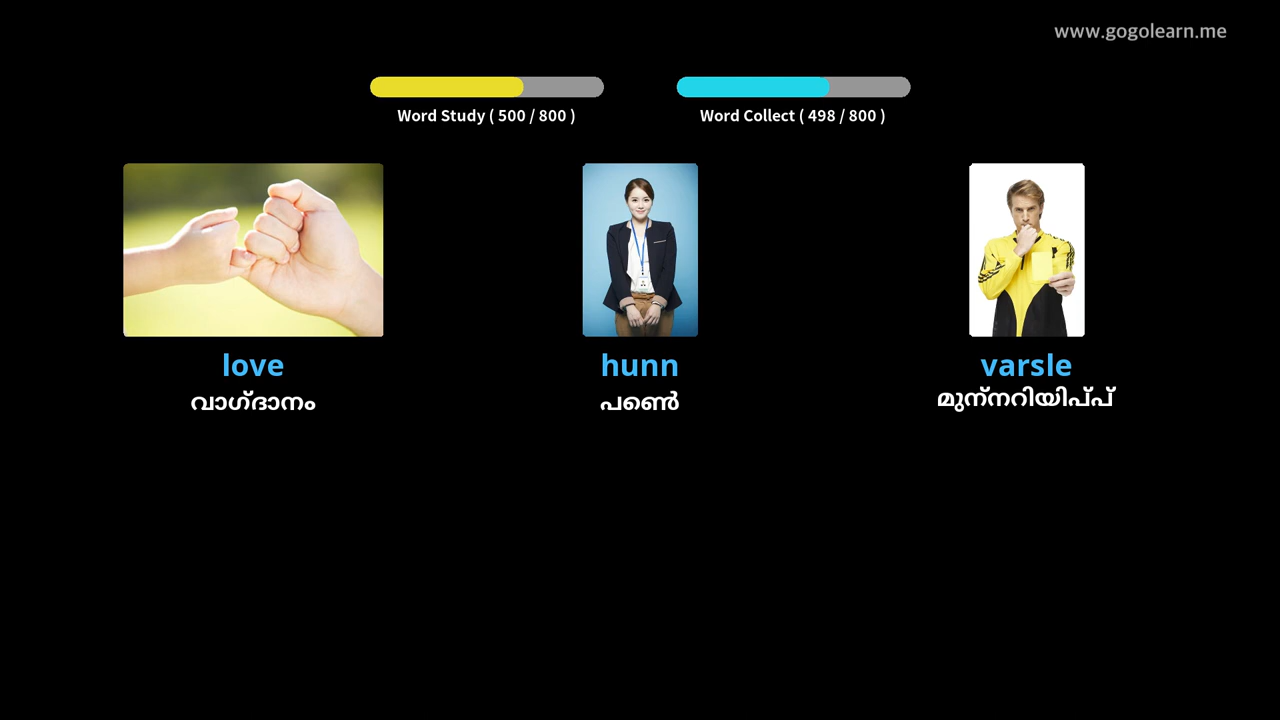 www.gogolearn.me
Word Study ( 500 / 800 )
Word Collect ( 498 / 800 )
love
hunn
varsle
വാഗ്ദാനം
പെൺ
മുന്നറിയിപ്പ്